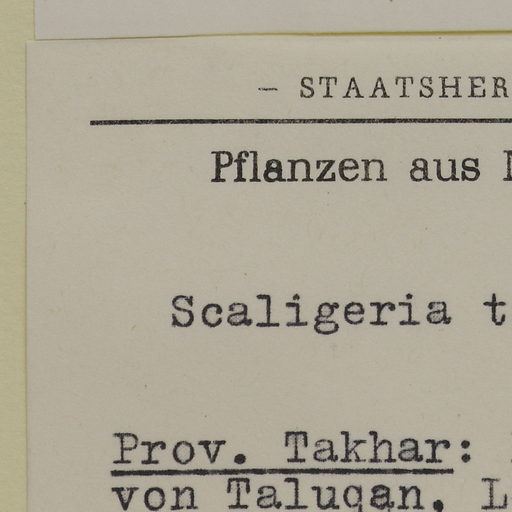 – STAATSHER
Pflanzen aus
Scaligeria t
Prov. Takhar:
von Taluqan, L